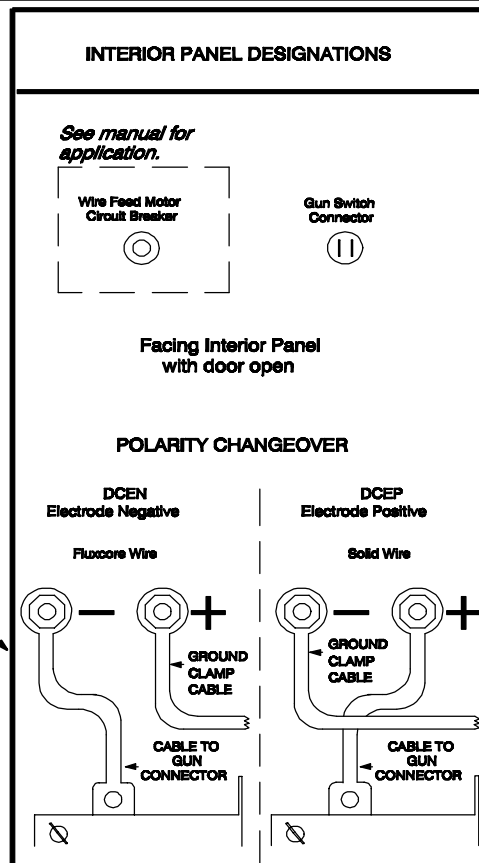 INTERIOR PANEL DESIGNATIONS
See manual for
application.
Wire Feed Motor
Circuit Breaker
Gun Switch
Connector
Facing Interior Panel
with door open
POLARITY CHANGEOVER
DCEN
Electrode Negative
Fluxcore Wire
− +
GROUND
CLAMP
CABLE
CABLE TO
GUN
CONNECTOR
DCEP
Electrode Positive
Solid Wire
− +
GROUND
CLAMP
CABLE
CABLE TO
GUN
CONNECTOR